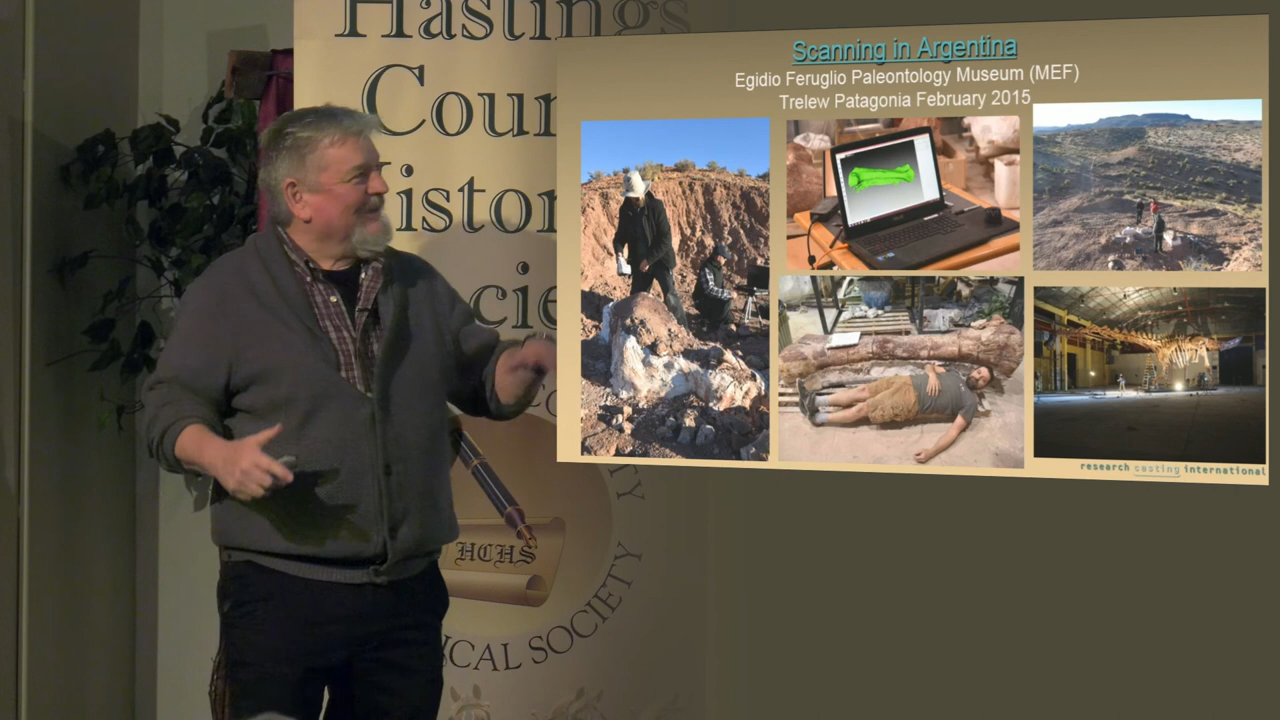 Hastings
Coun
Histor
cie
HCHS
ICAL SOCIETY
Scanning in Argentina
Egidio Feruglio Paleontology Museum (MEF)
Trelew Patagonia February 2015
research casting international